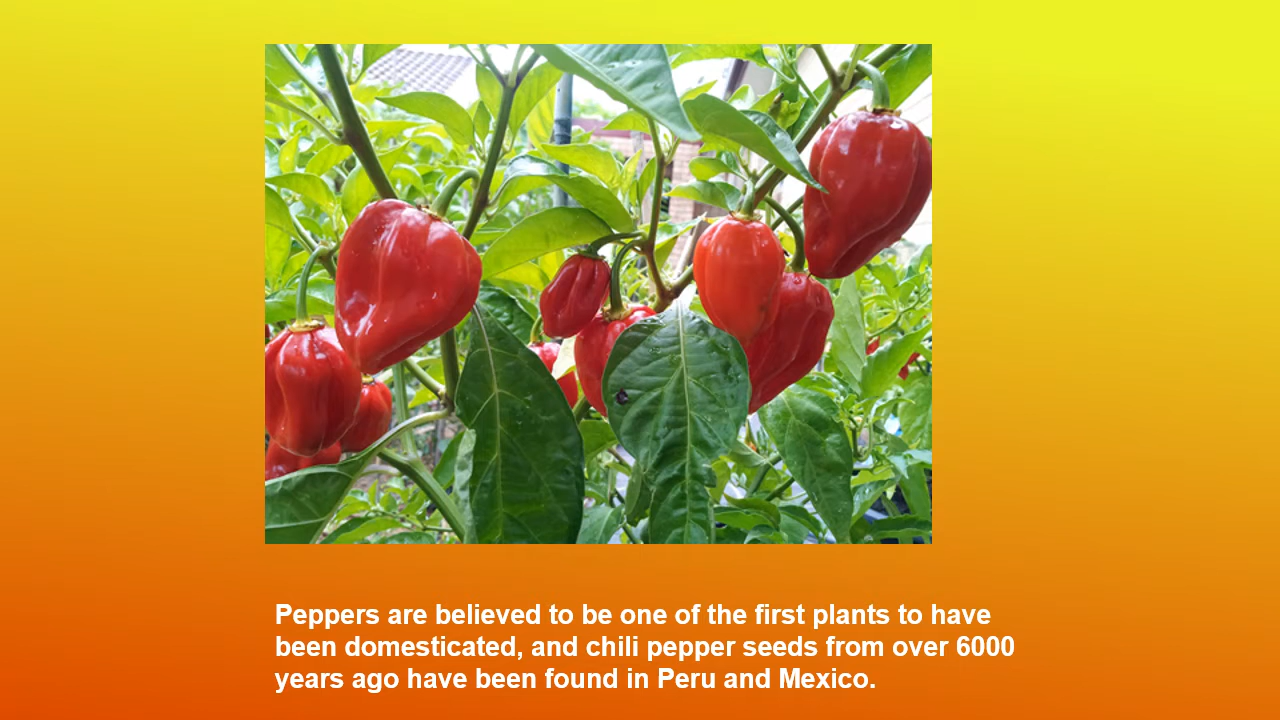 Peppers are believed to be one of the first plants to have
been domesticated, and chili pepper seeds from over 6000
years ago have been found in Peru and Mexico.